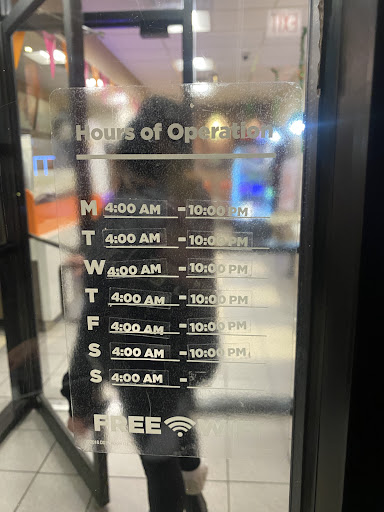 Hours of Operation
M 4:00 AM - 10:00 PM
T 4:00 AM - 10:00 PM
W 4:00 AM - 10:00 PM
T 4:00 AM - 10:00 PM
F 4:00 AM - 10:00 PM
S 4:00 AM - 10:00 PM
S 4:00 AM -
FREE